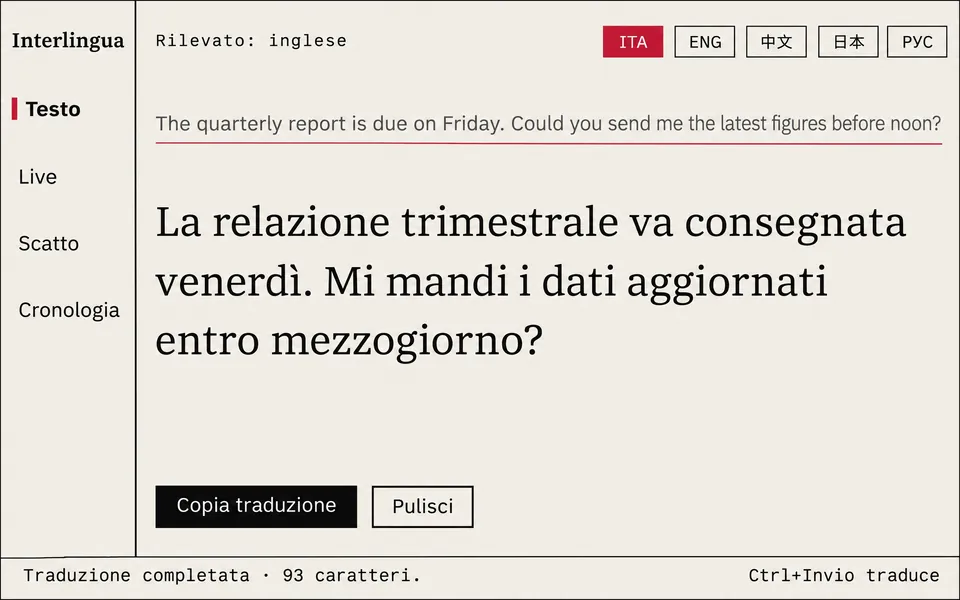 Interlingua
Rilevato: inglese
ITA
ENG
中文
日本
РУС
Testo
Live
Scatto
Cronologia
The quarterly report is due on Friday. Could you send me the latest figures before noon?
La relazione trimestrale va consegnata
venerdì. Mi mandi i dati aggiornati
entro mezzogiorno?
Copia traduzione
Pulisci
Traduzione completata · 93 caratteri.
Ctrl+Invio traduce